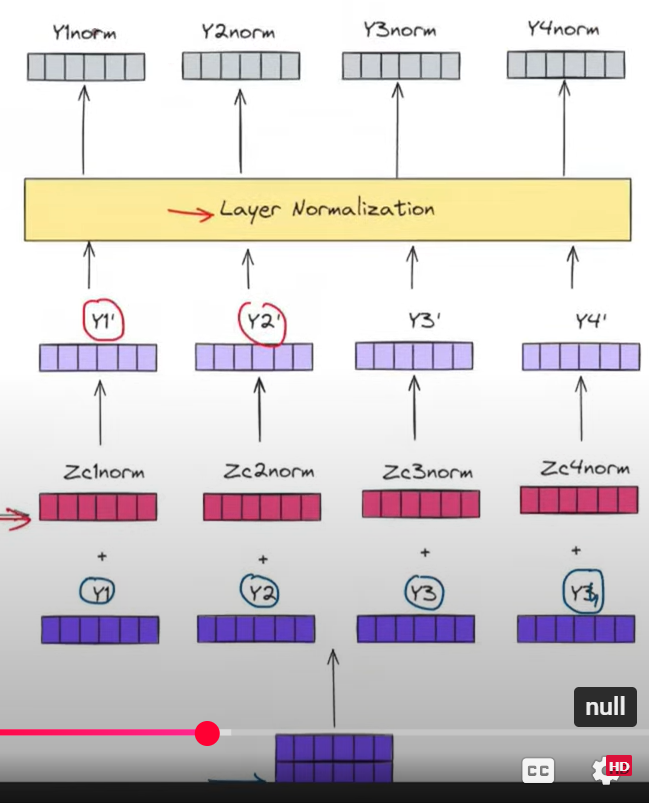 Y1norm Y2norm Y3norm Y4norm
Layer Normalization
Y1' Y2' Y3' Y4'
Zc1norm Zc2norm Zc3norm Zc4norm
+ + + +
Y1 Y2 Y3
null
CC HD